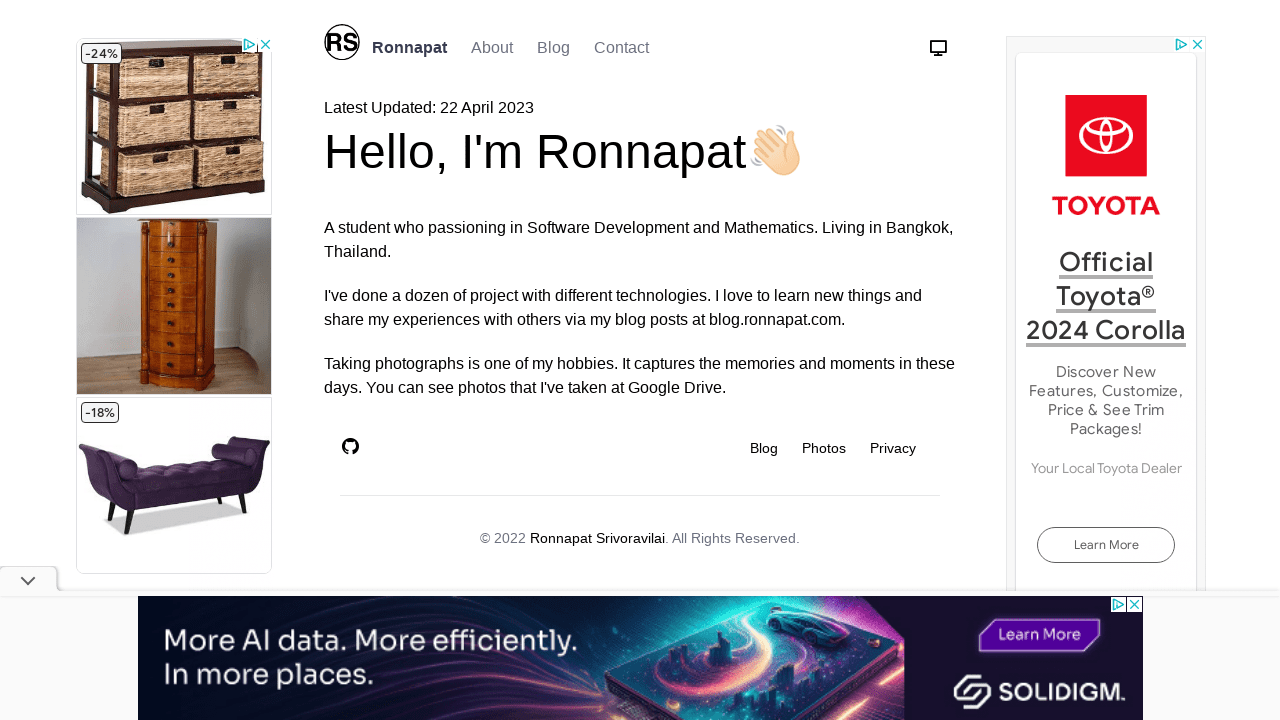 RS
Ronnapat
About
Blog
Contact
-24%
Latest Updated: 22 April 2023
Hello, I'm Ronnapat👋🏼
A student who passioning in Software Development and Mathematics. Living in Bangkok,
Thailand.
I've done a dozen of project with different technologies. I love to learn new things and
share my experiences with others via my blog posts at blog.ronnapat.com.
Taking photographs is one of my hobbies. It captures the memories and moments in these
days. You can see photos that I've taken at Google Drive.
-18%
Blog
Photos
Privacy
© 2022 Ronnapat Srivoravilai. All Rights Reserved.
TOYOTA
Official
Toyota®
2024 Corolla
Discover New
Features, Customize,
Price & See Trim
Packages!
Your Local Toyota Dealer
Learn More
More AI data. More efficiently.
In more places.
Learn More
SOLIDIGM